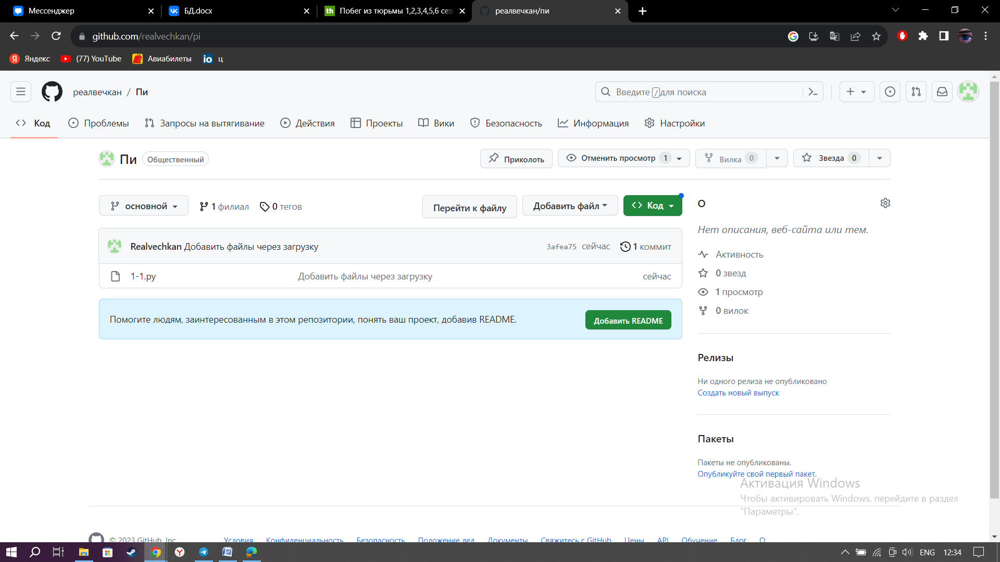 Мессенджер
БД.docx
th Побег из тюрьмы 1,2,3,4,5,6
реалвечкан/пи
github.com/realvechkan/pi
Яндекс (77) YouTube Авиабилеты io ц
реалвечкан / Пи
Введите / для поиска
Код Проблемы Запросы на вытягивание Действия Проекты Вики Безопасность Информация Настройки
Пи Общественный
Приколоть Отменить просмотр 1 Вилка 0 Звезда 0
основной 1 филиал 0 тегов Перейти к файлу Добавить файл Код
Realvechkan Добавить файлы через загрузку 3afea75 сейчас 1 коммит
1-1.py Добавить файлы через загрузку сейчас
Помогите людям, заинтересованным в этом репозитории, понять ваш проект, добавив README. Добавить README
О
Нет описания, веб-сайта или тем.
Активность
0 звезд
1 просмотр
0 вилок
Релизы
Ни одного релиза не опубликовано
Создать новый выпуск
Пакеты
Пакеты не опубликованы.
Опубликуйте свой первый пакет.
Активация Windows
Чтобы активировать Windows, перейдите в раздел
"Параметры".
© 2023 GitHub, Inc. Условия Конфиденциальность Безопасность Положение дел Документы Свяжитесь с GitHub Цены API Обучение Блог О
ENG 12:34